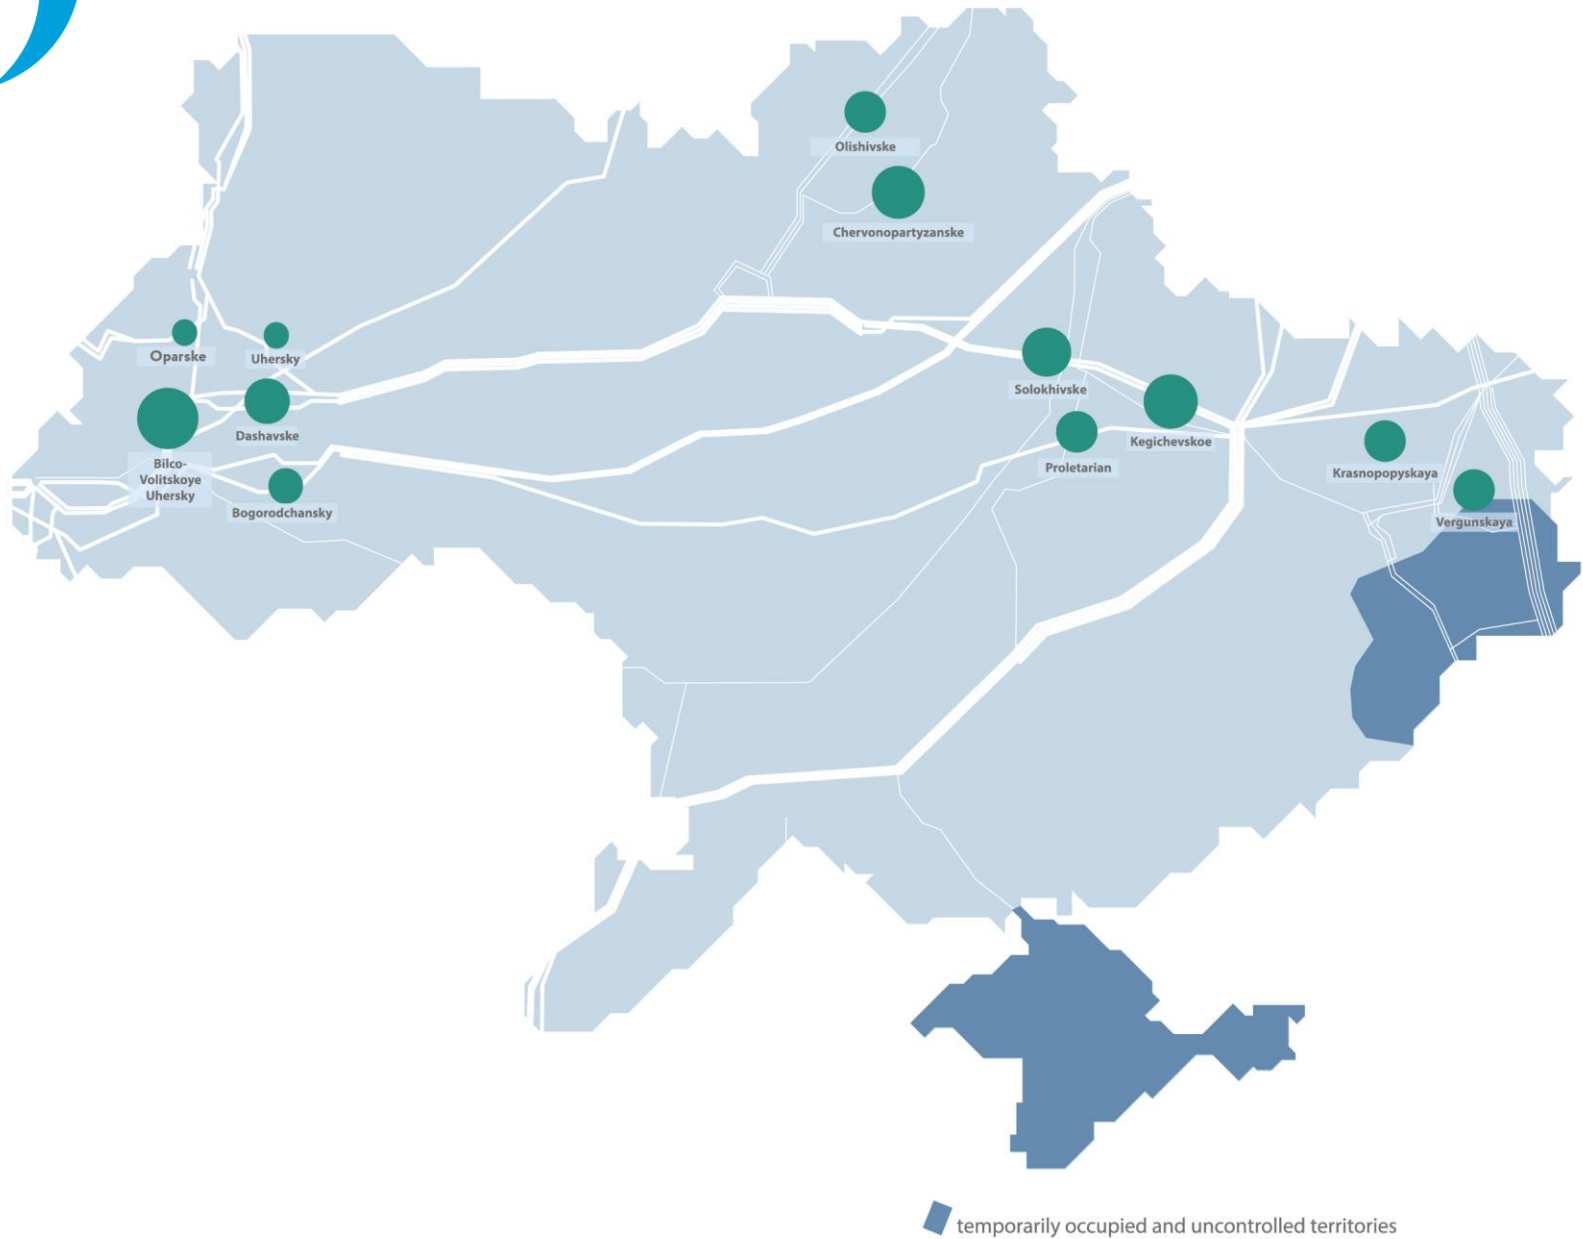 Olishivske
Chervonopartyzanske
Oparske
Uhersky
Solokhivske
Dashavske
Kegichevskoe
Proletarian
Krasnopopyskaya
Bilco-
Volitskoye
Uhersky
Bogorodchansky
Vergunskaya
temporarily occupied and uncontrolled territories